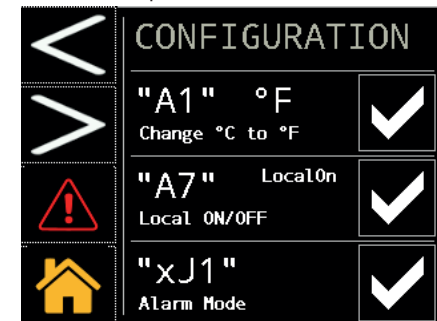 CONFIGURATION
"A1" °F
Change °C to °F
"A7" LocalOn
Local ON/OFF
"xJ1"
Alarm Mode